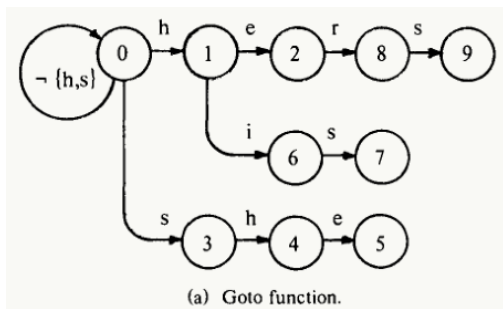 h e r s
0 1 2 8 9
¬ {h,s}
i s
6 7
s h e
3 4 5
(a) Goto function.